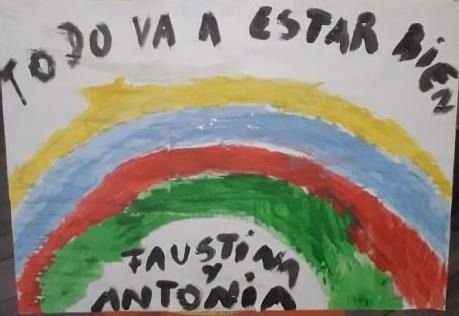 TODO VA A ESTAR BIEN
FAUSTINA
Y
ANTONIA